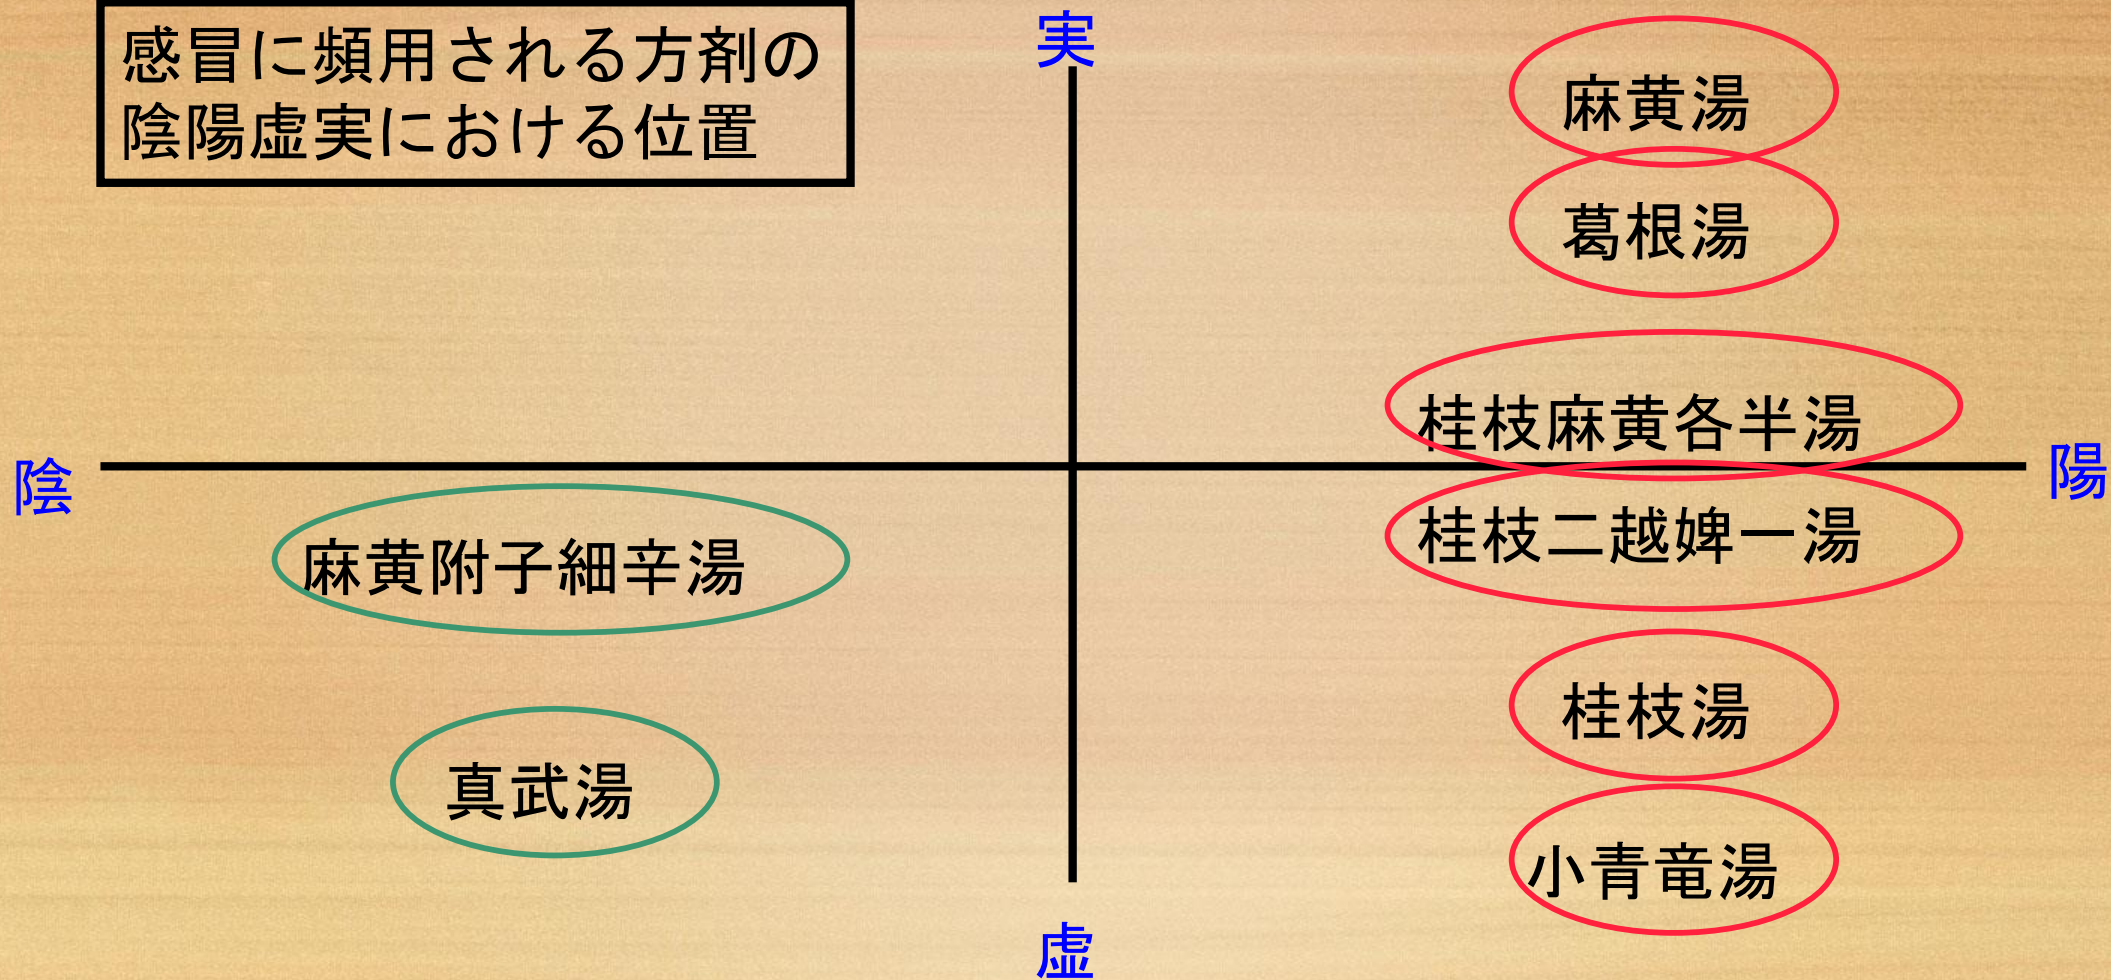 感冒に頻用される方剤の
陰陽虚実における位置
実
麻黄湯
葛根湯
桂枝麻黄各半湯
陰
陽
桂枝二越婢一湯
麻黄附子細辛湯
桂枝湯
真武湯
小青竜湯
虚